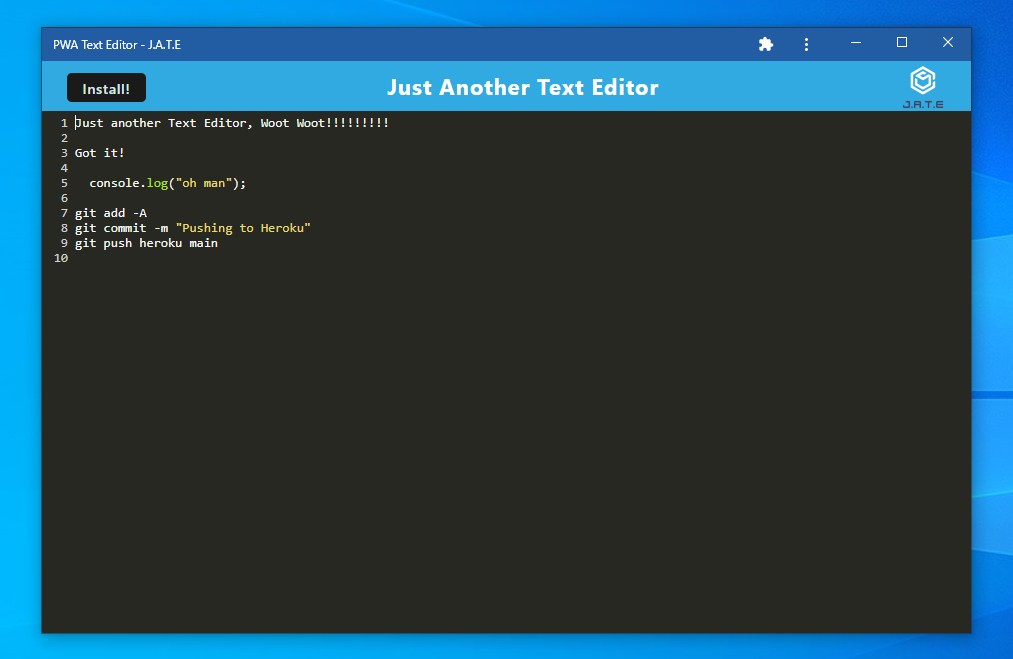 PWA Text Editor - J.A.T.E
Install!
Just Another Text Editor
J.A.T.E
1 Just another Text Editor, Woot Woot!!!!!!!!!
2
3 Got it!
4
5 console.log("oh man");
6
7 git add -A
8 git commit -m "Pushing to Heroku"
9 git push heroku main
10